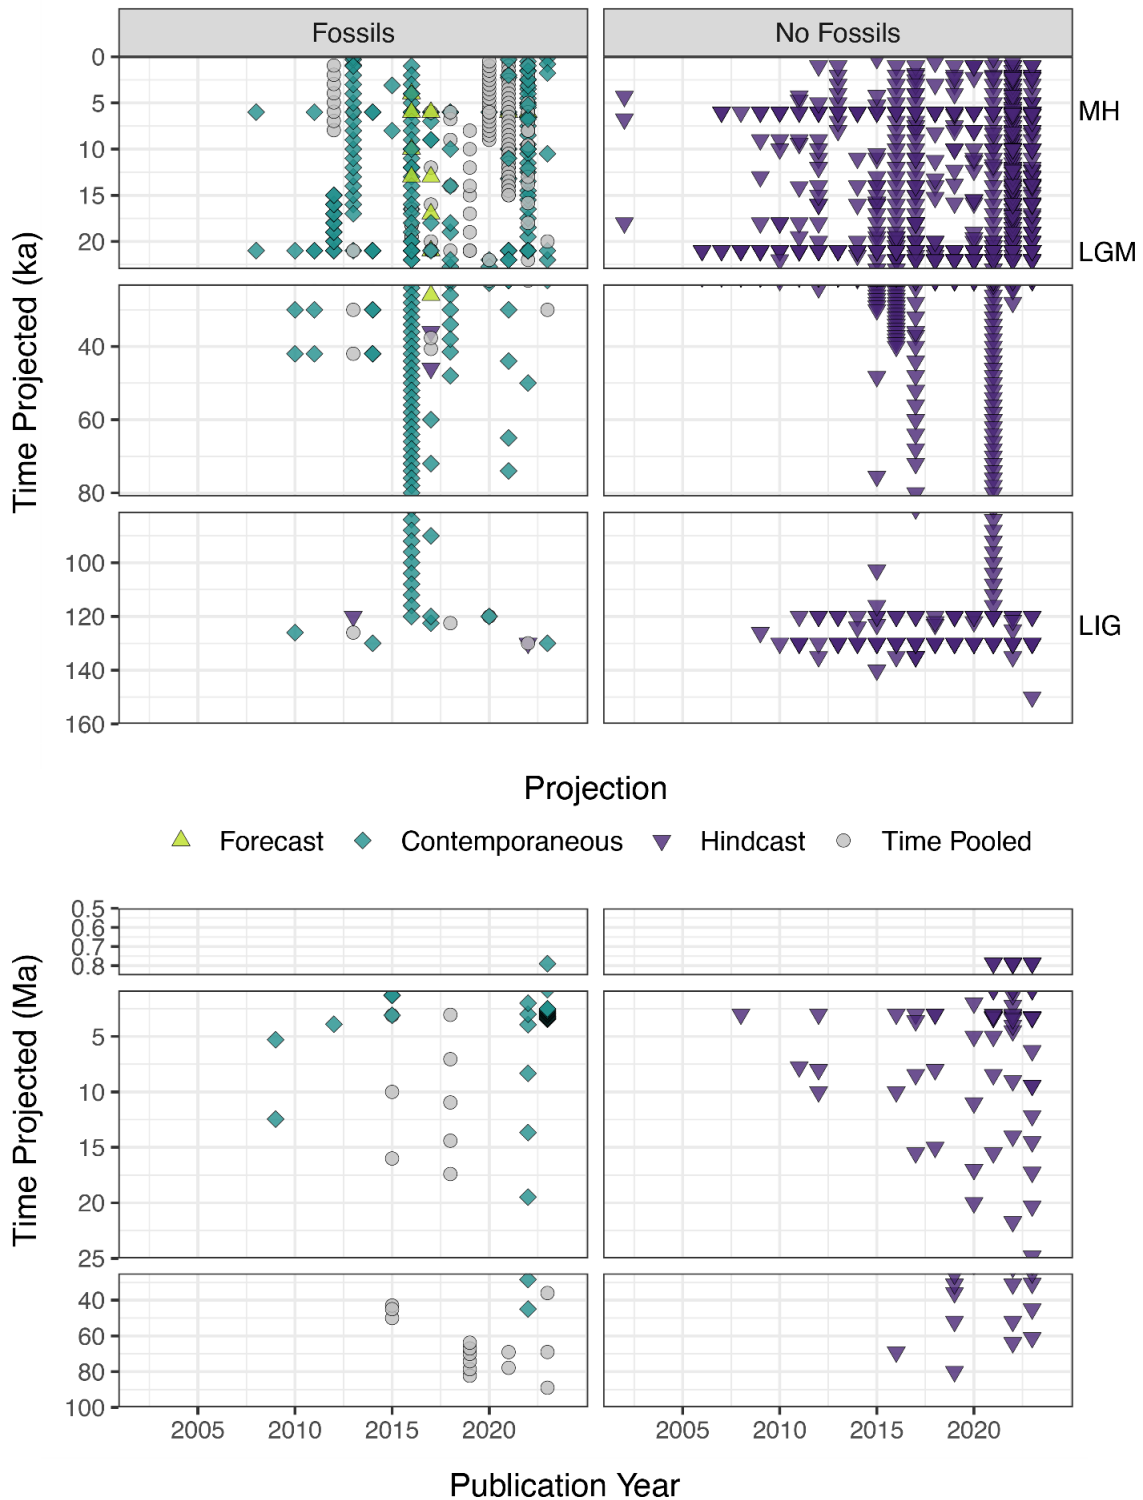 Fossils
No Fossils
0
5
10
15
20
MH
LGM
40
60
80
100
120
140
160
LIG
Time Projected (ka)
Projection
Forecast
Contemporaneous
Hindcast
Time Pooled
0.5
0.6
0.7
0.8
5
10
15
20
25
40
60
80
100
Time Projected (Ma)
2005 2010 2015 2020
2005 2010 2015 2020
Publication Year